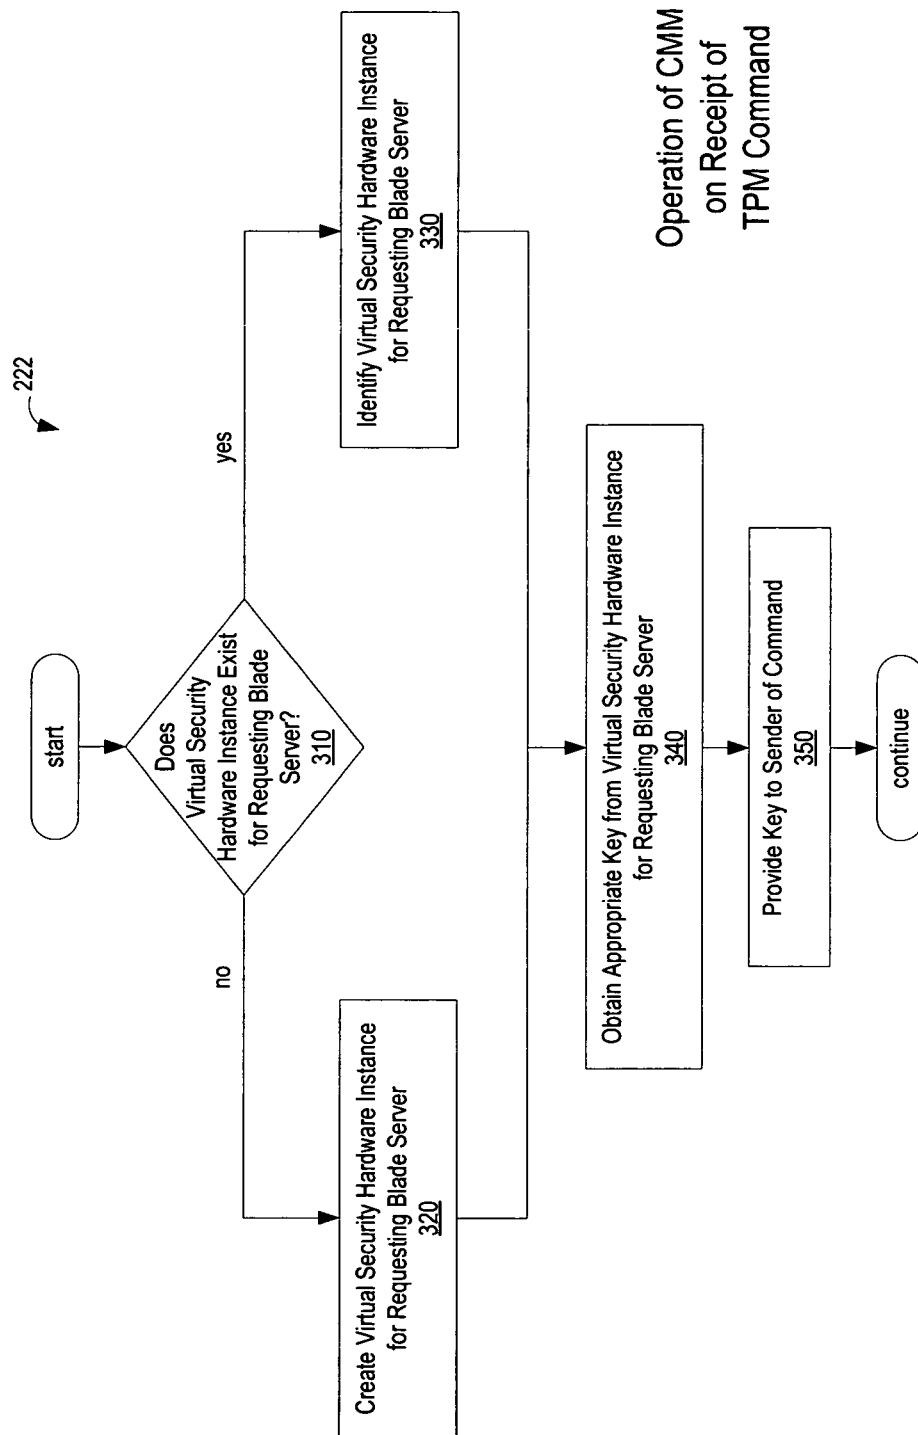 222
start
Does
Virtual Security
Hardware Instance Exist
for Requesting Blade
Server?
310
no
yes
Create Virtual Security Hardware Instance
for Requesting Blade Server
320
Identify Virtual Security Hardware Instance
for Requesting Blade Server
330
Obtain Appropriate Key from Virtual Security Hardware Instance
for Requesting Blade Server
340
Provide Key to Sender of Command
350
continue
Operation of CMM
on Receipt of
TPM Command